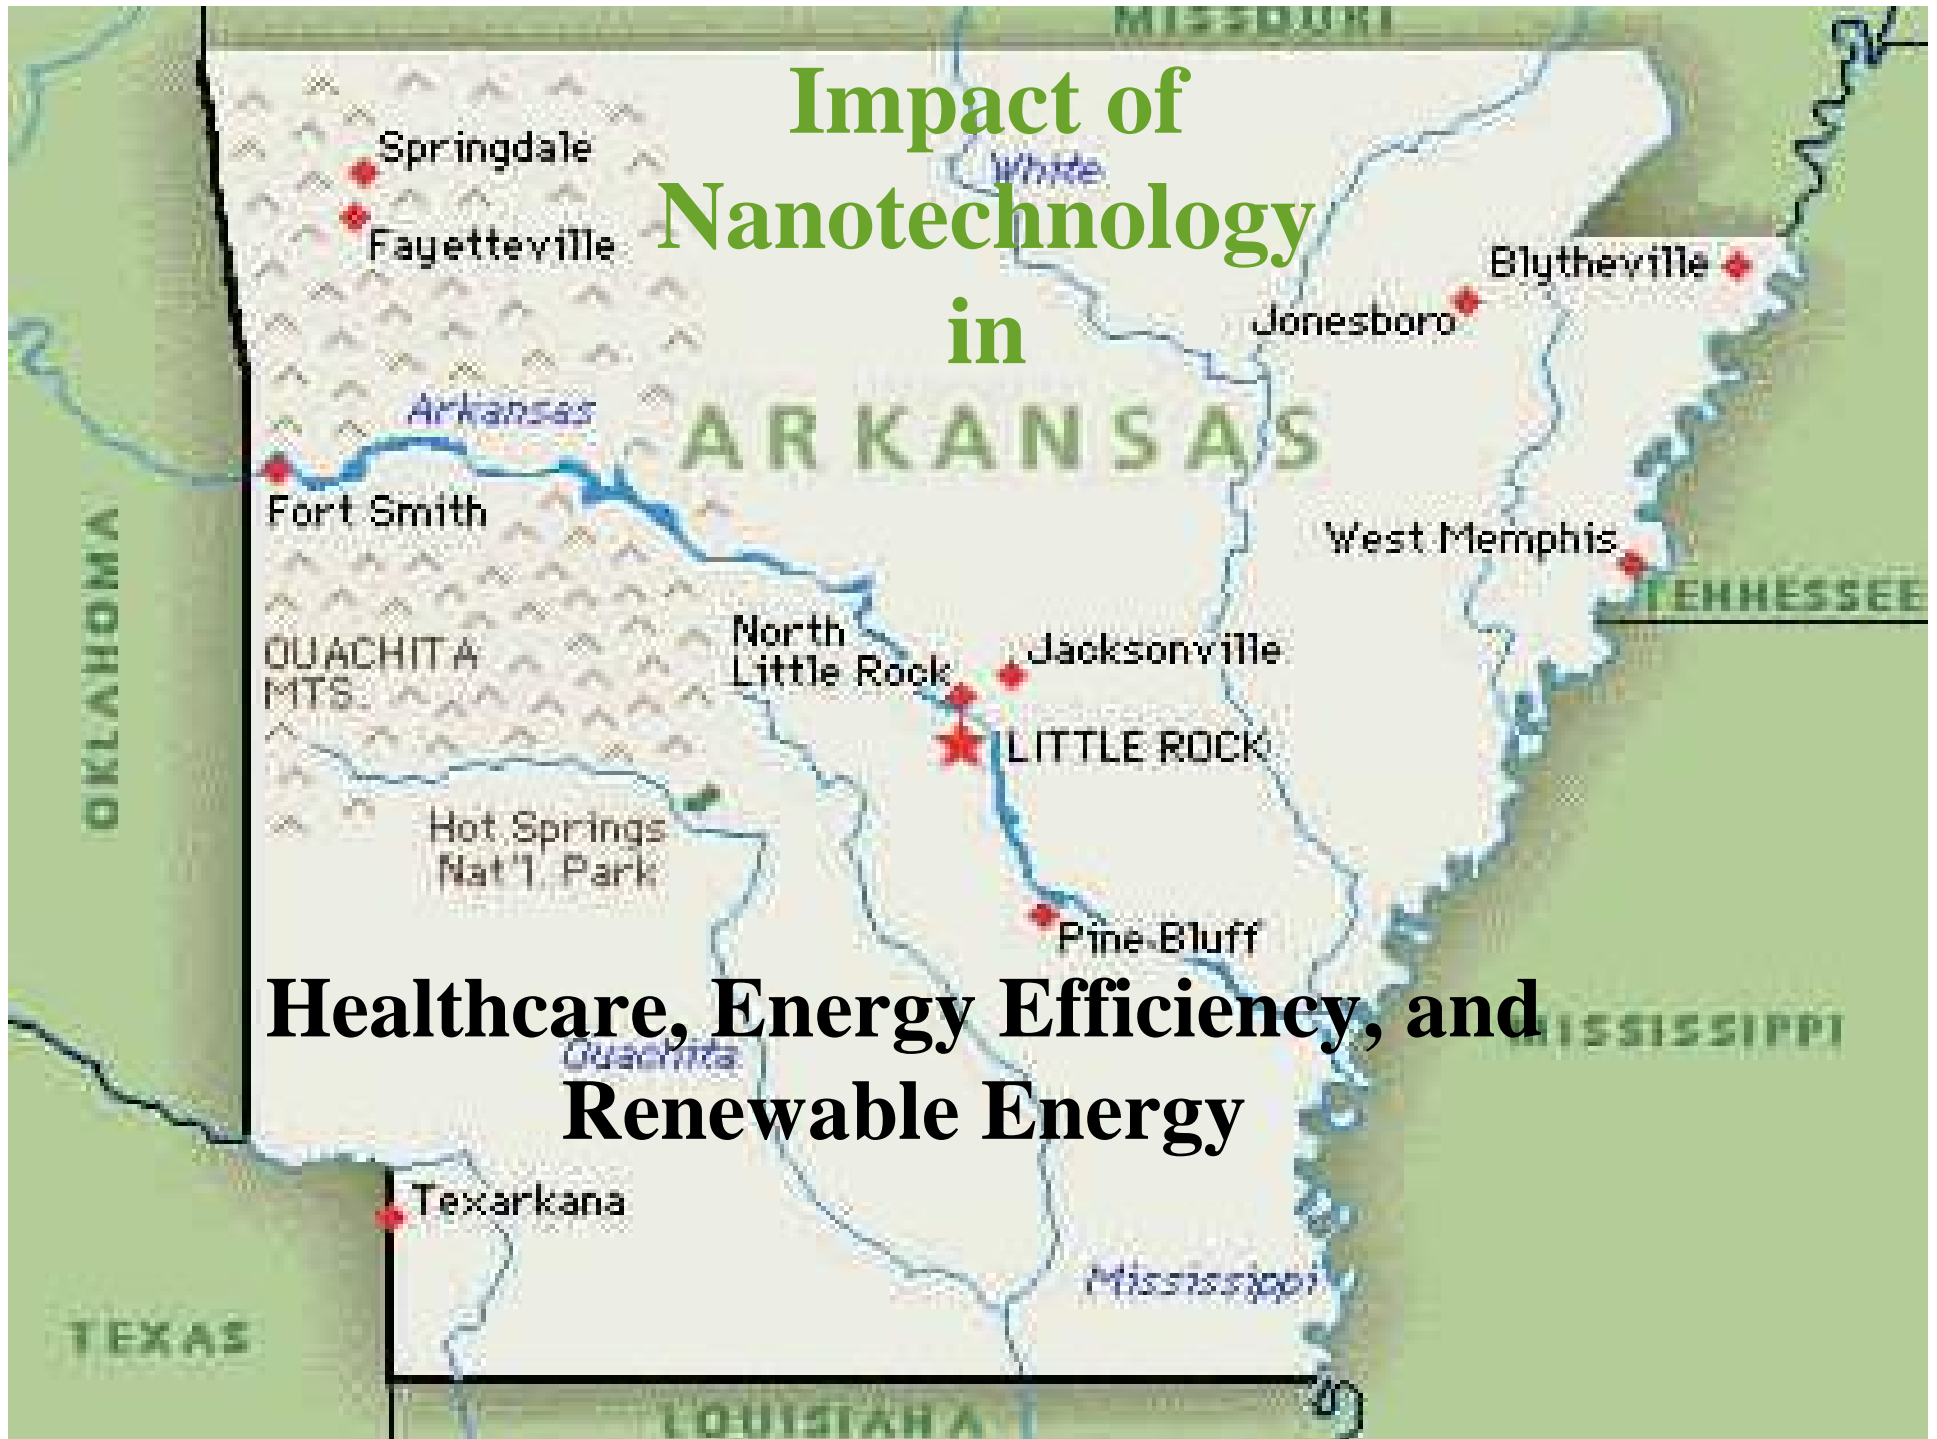 MISSOURI
Impact of
Nanotechnology
in
ARKANSAS
Springdale
White
Fayetteville
Blytheville
Jonesboro
Arkansas
Fort Smith
West Memphis
TENNESSEE
OKLAHOMA
North
Little Rock
Jacksonville
OUACHITA
MTS.
LITTLE ROCK
Hot Springs
Nat'l. Park
Pine Bluff
Healthcare, Energy Efficiency, and
Renewable Energy
MISSISSIPPI
Ouachita
Texarkana
Mississippi
TEXAS
LOUISIANA